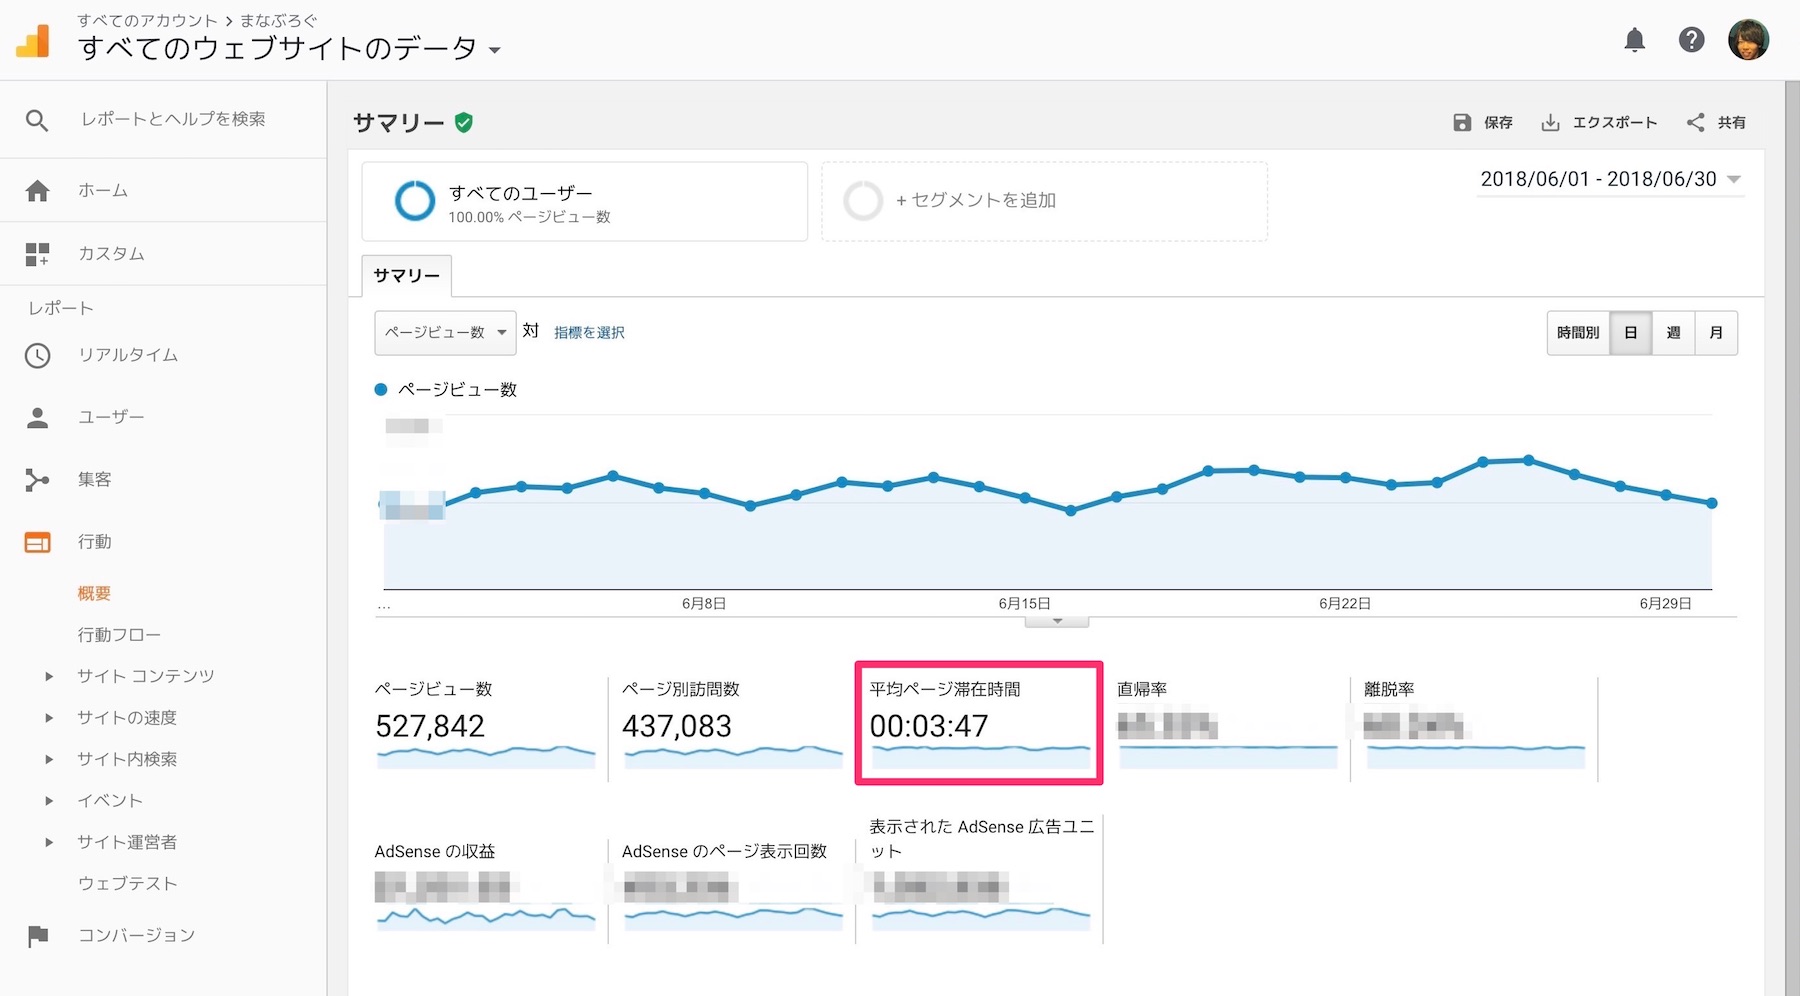 すべてのアカウント > まなぶろぐ
すべてのウェブサイトのデータ
レポートとヘルプを検索
ホーム
カスタム
レポート
リアルタイム
ユーザー
集客
行動
概要
行動フロー
サイト コンテンツ
サイトの速度
サイト内検索
イベント
サイト運営者
ウェブテスト
コンバージョン
サマリー
保存
エクスポート
共有
すべてのユーザー
100.00% ページビュー数
+ セグメントを追加
2018/06/01 - 2018/06/30
サマリー
ページビュー数 対 指標を選択
時間別 日 週 月
ページビュー数
... 6月8日 6月15日 6月22日 6月29日
ページビュー数
527,842
ページ別訪問数
437,083
平均ページ滞在時間
00:03:47
直帰率
離脱率
AdSense の収益
AdSense のページ表示回数
表示された AdSense 広告ユニ
ット